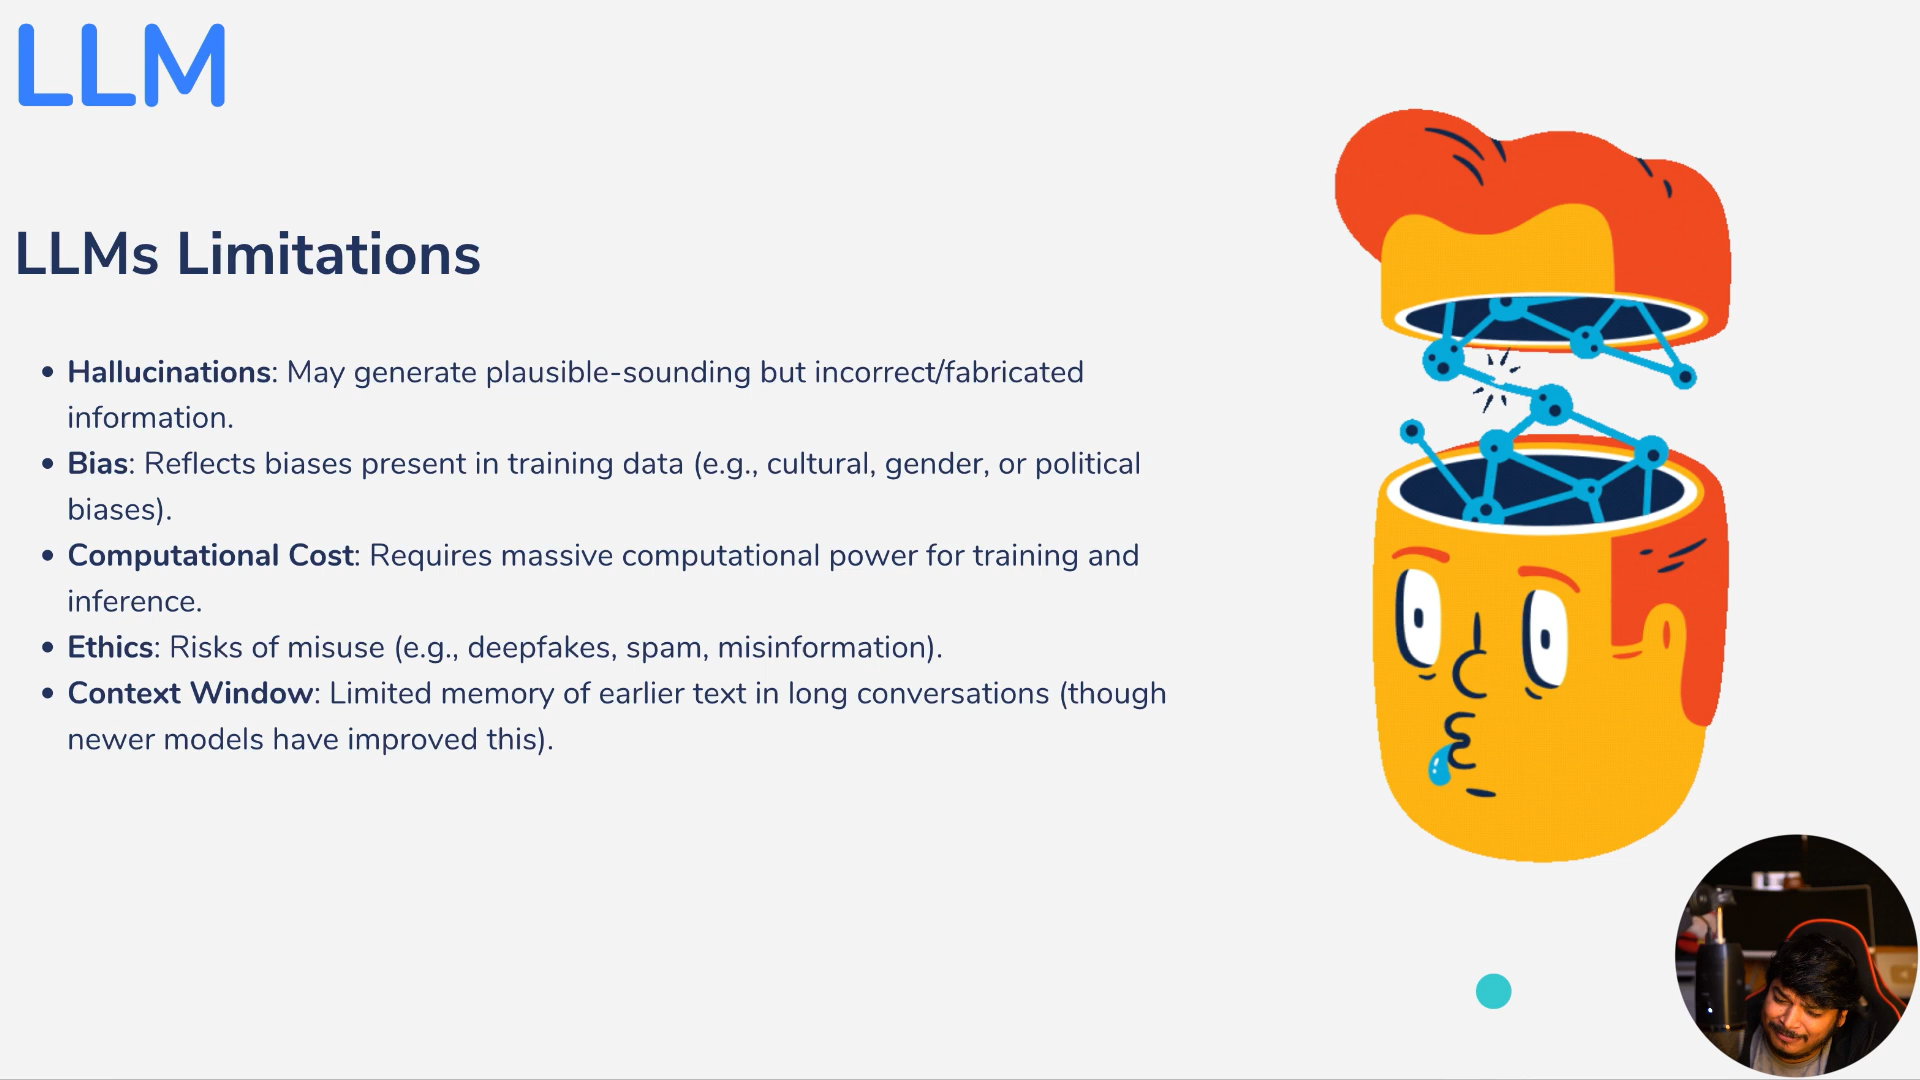 LLM
LLMs Limitations
• Hallucinations: May generate plausible-sounding but incorrect/fabricated
information.
• Bias: Reflects biases present in training data (e.g., cultural, gender, or political
biases).
• Computational Cost: Requires massive computational power for training and
inference.
• Ethics: Risks of misuse (e.g., deepfakes, spam, misinformation).
• Context Window: Limited memory of earlier text in long conversations (though
newer models have improved this).